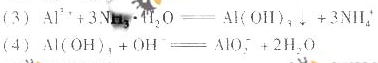 (3) Al³⁺+3NH₃·H₂O══Al(OH)₃↓+3NH₄⁺
(4) Al(OH)₃+OH⁻══AlO₂⁻+2H₂O